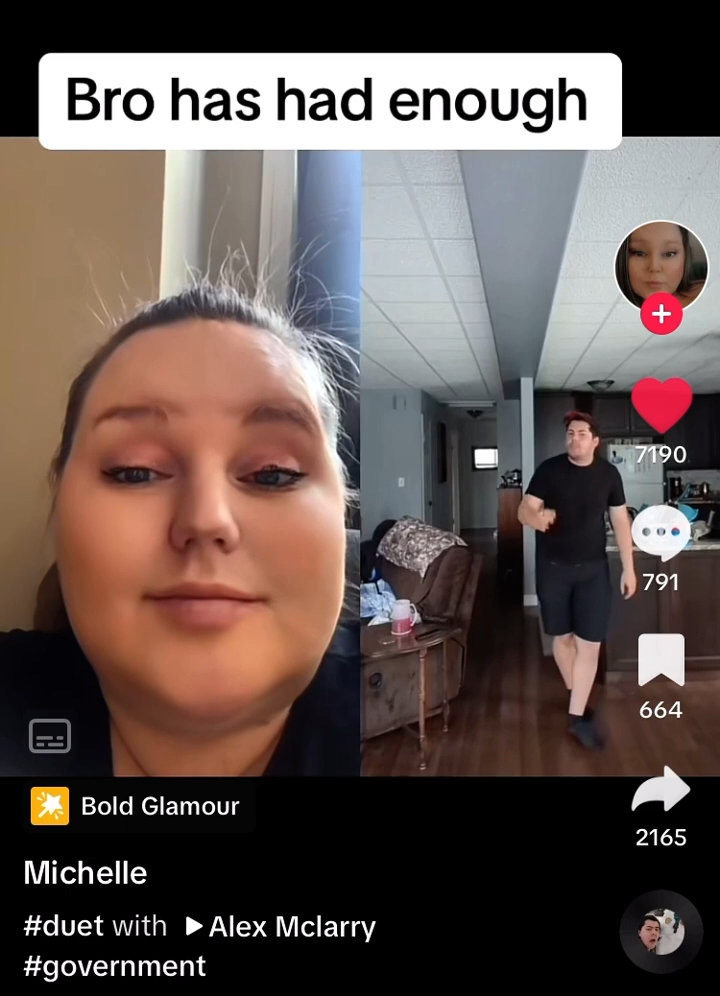 Bro has had enough
7190
791
664
2165
Bold Glamour
Michelle
#duet with ▶ Alex Mclarry
#government